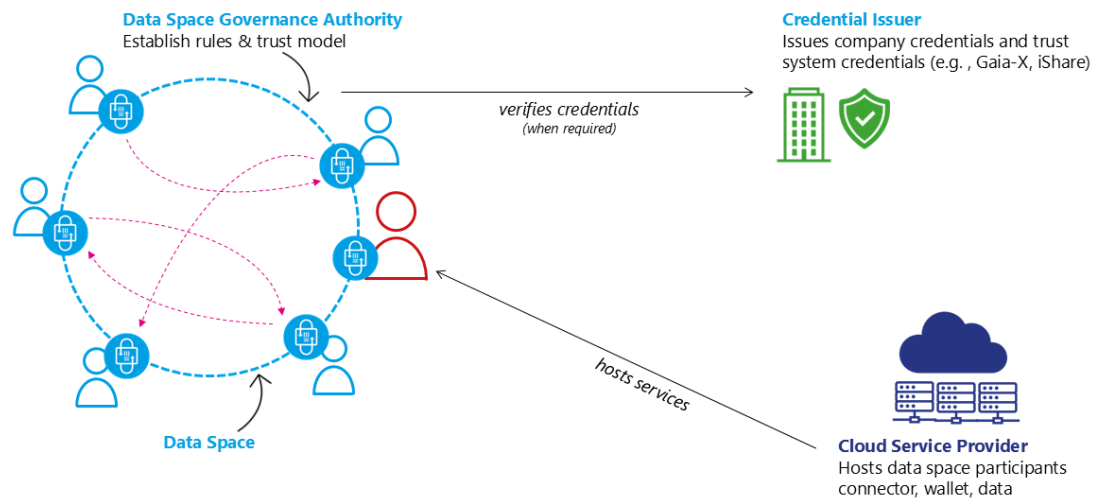 Data Space Governance Authority
Establish rules & trust model
Credential Issuer
Issues company credentials and trust
system credentials (e.g. , Gaia-X, iShare)
verifies credentials
(when required)
hosts services
Data Space
Cloud Service Provider
Hosts data space participants
connector, wallet, data